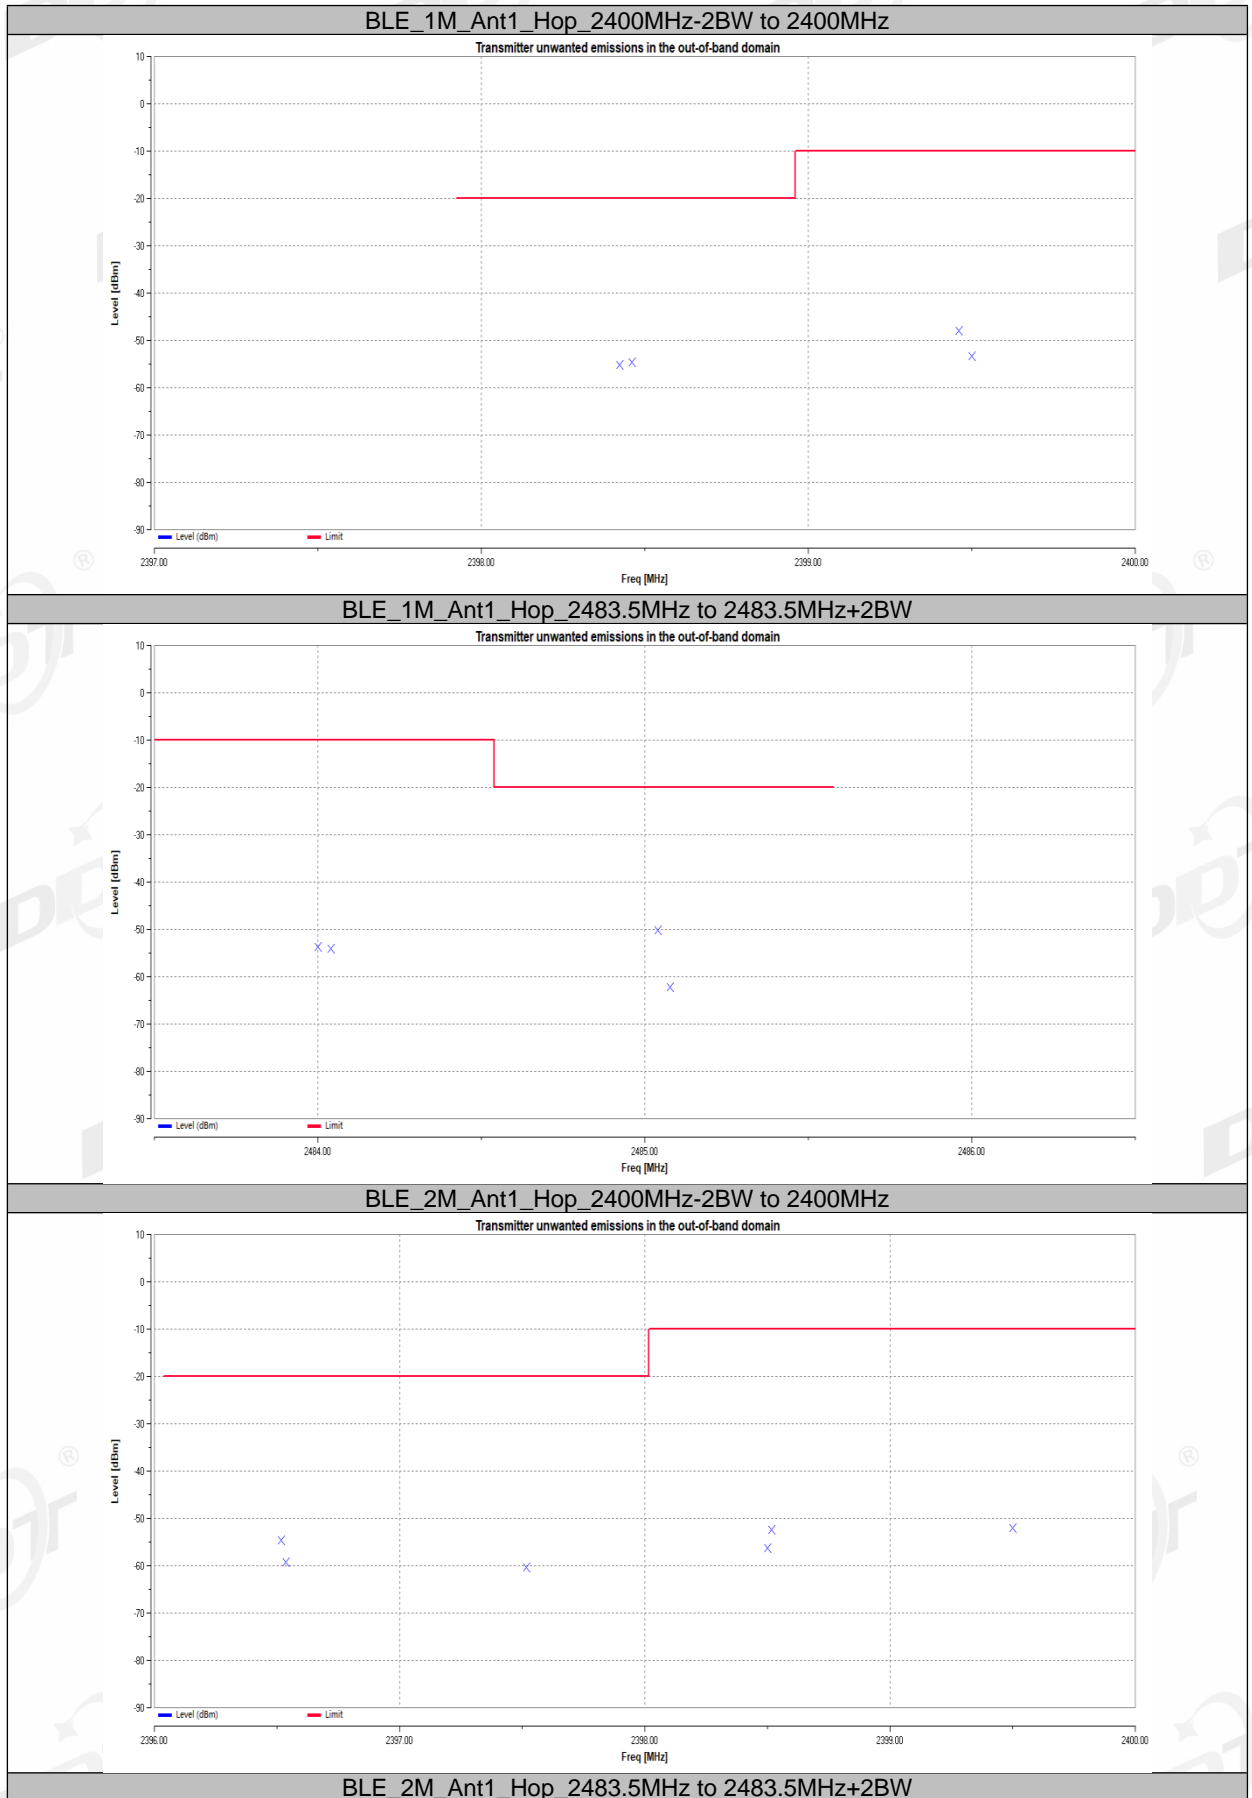 BLE_1M_Ant1_Hop_2400MHz-2BW to 2400MHz
Transmitter unwanted emissions in the out-of-band domain
10
0
-10
-20
-30
-40
-50
-60
-70
-80
-90
Level [dBm]
Level (dBm)
Limit
2397.00
2398.00
2399.00
2400.00
Freq [MHz]
BLE_1M_Ant1_Hop_2483.5MHz to 2483.5MHz+2BW
Transmitter unwanted emissions in the out-of-band domain
10
0
-10
-20
-30
-40
-50
-60
-70
-80
-90
Level [dBm]
Level (dBm)
Limit
2484.00
2485.00
2486.00
Freq [MHz]
BLE_2M_Ant1_Hop_2400MHz-2BW to 2400MHz
Transmitter unwanted emissions in the out-of-band domain
10
0
-10
-20
-30
-40
-50
-60
-70
-80
-90
Level [dBm]
Level (dBm)
Limit
2396.00
2397.00
2398.00
2399.00
2400.00
Freq [MHz]
BLE_2M_Ant1_Hop_2483.5MHz to 2483.5MHz+2BW